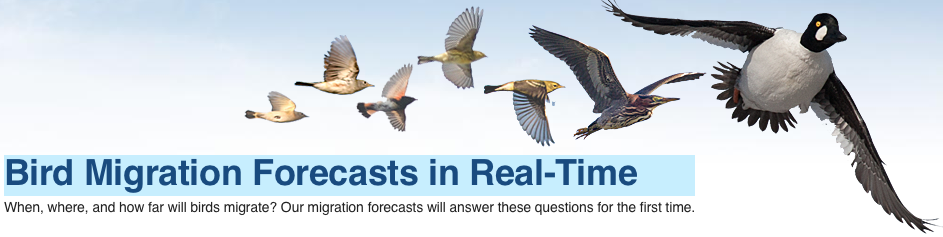 Bird Migration Forecasts in Real-Time
When, where, and how far will birds migrate? Our migration forecasts will answer these questions for the first time.